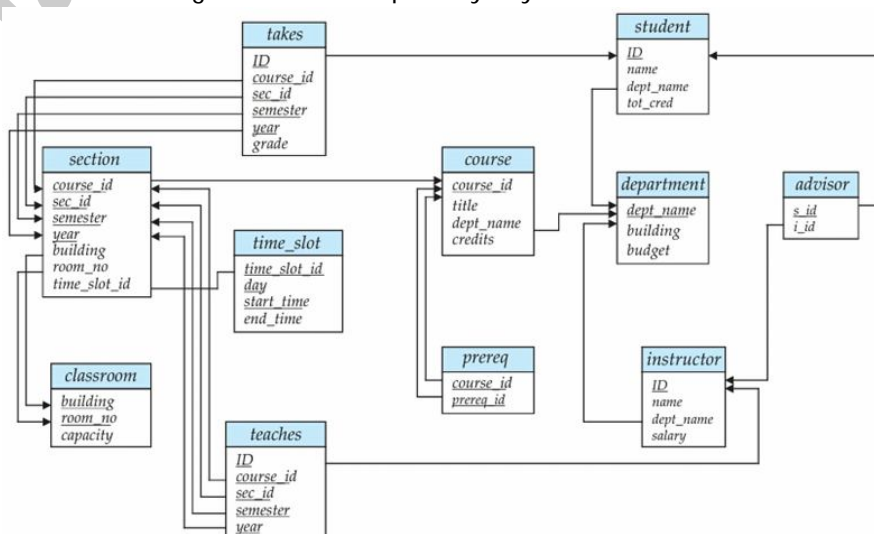 takes
ID
course_id
sec_id
semester
year
grade
student
ID
name
dept_name
tot_cred
section
course_id
sec_id
semester
year
building
room_no
time_slot_id
course
course_id
title
dept_name
credits
department
dept_name
building
budget
advisor
s_id
i_id
time_slot
time_slot_id
day
start_time
end_time
prereq
course_id
prereq_id
instructor
ID
name
dept_name
salary
classroom
building
room_no
capacity
teaches
ID
course_id
sec_id
semester
year